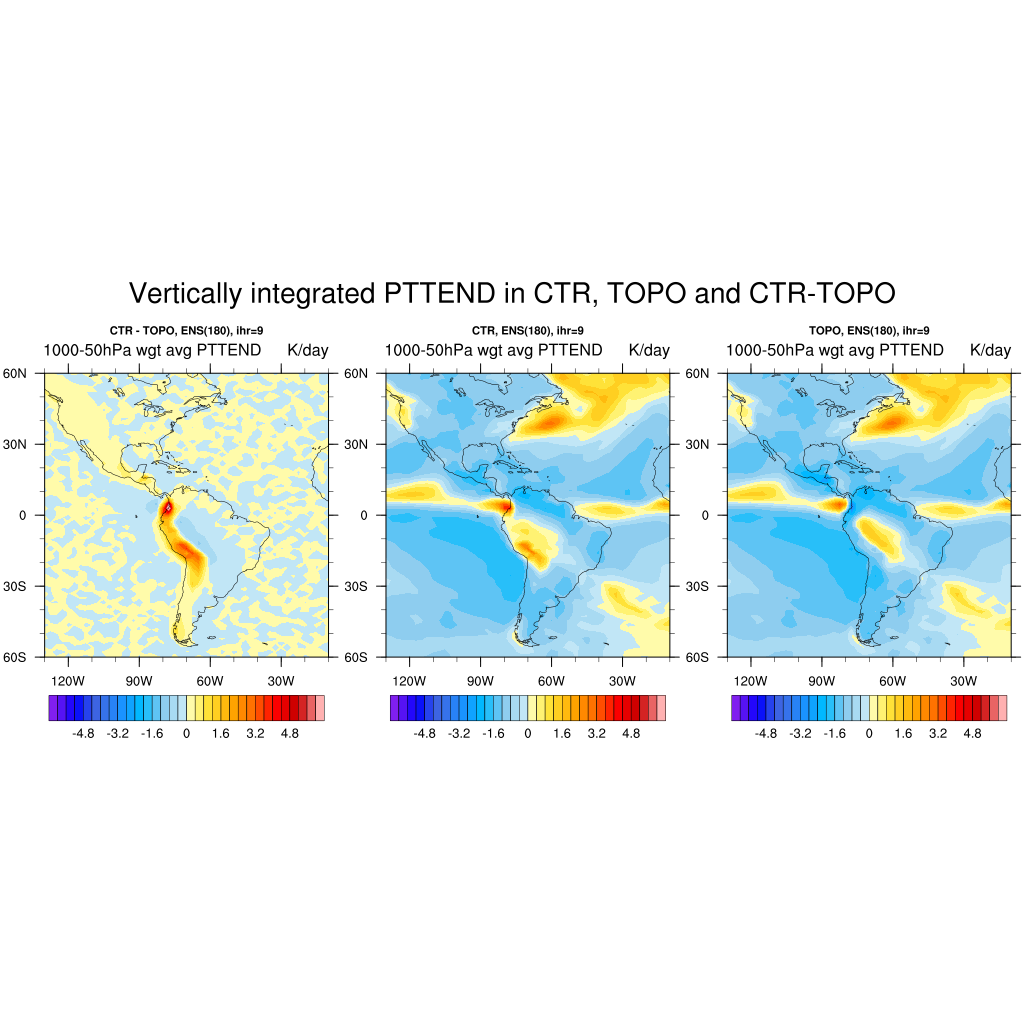 Vertically integrated PTTEND in CTR, TOPO and CTR-TOPO
CTR - TOPO, ENS(180), ihr=9
1000-50hPa wgt avg PTTEND K/day
60N
30N
0
30S
60S
120W 90W 60W 30W
-4.8 -3.2 -1.6 0 1.6 3.2 4.8
CTR, ENS(180), ihr=9
1000-50hPa wgt avg PTTEND K/day
60N
30N
0
30S
60S
120W 90W 60W 30W
-4.8 -3.2 -1.6 0 1.6 3.2 4.8
TOPO, ENS(180), ihr=9
1000-50hPa wgt avg PTTEND K/day
60N
30N
0
30S
60S
120W 90W 60W 30W
-4.8 -3.2 -1.6 0 1.6 3.2 4.8